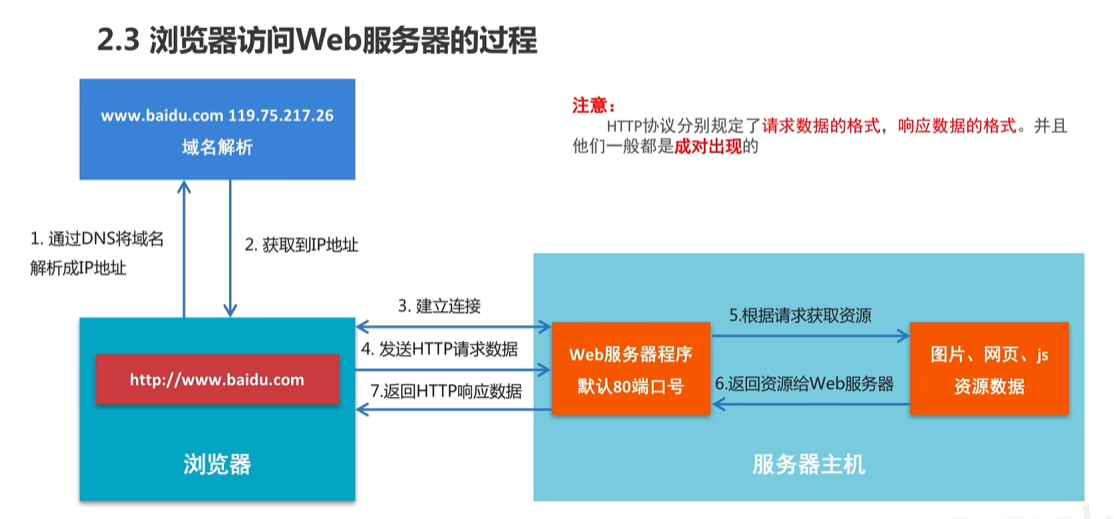 2.3 浏览器访问Web服务器的过程
www.baidu.com 119.75.217.26
域名解析
注意：
HTTP协议分别规定了请求数据的格式，响应数据的格式。并且
他们一般都是成对出现的
1. 通过DNS将域名
解析成IP地址
2. 获取到IP地址
3. 建立连接
4. 发送HTTP请求数据
7.返回HTTP响应数据
http://www.baidu.com
浏览器
Web服务器程序
默认80端口号
5.根据请求获取资源
6.返回资源给Web服务器
图片、网页、js
资源数据
服务器主机